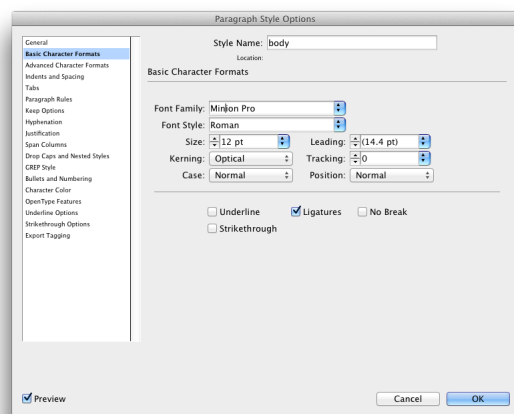 Paragraph Style Options
General
Basic Character Formats
Advanced Character Formats
Indents and Spacing
Tabs
Paragraph Rules
Keep Options
Hyphenation
Justification
Span Columns
Drop Caps and Nested Styles
GREP Style
Bullets and Numbering
Character Color
OpenType Features
Underline Options
Strikethrough Options
Export Tagging
Style Name: body
Location:
Basic Character Formats
Font Family: Minion Pro
Font Style: Roman
Size: 12 pt Leading: (14.4 pt)
Kerning: Optical Tracking: 0
Case: Normal Position: Normal
Underline Ligatures No Break
Strikethrough
Preview Cancel OK